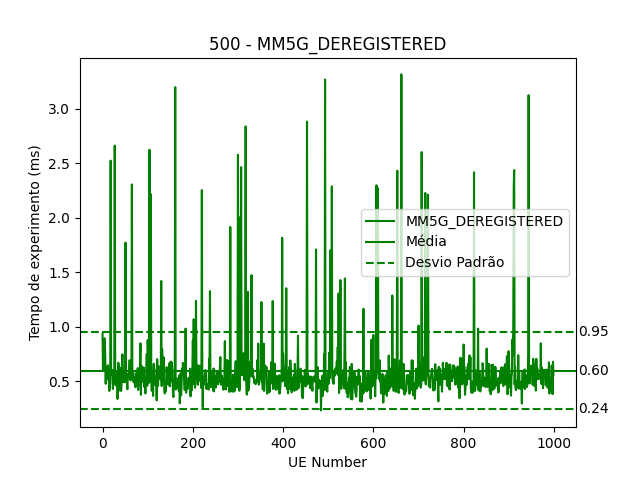 500 - MM5G_DEREGISTERED
Tempo de experimento (ms)
3.0
2.5
2.0
1.5
1.0
0.5
MM5G_DEREGISTERED
Média
Desvio Padrão
0.95
0.60
0.24
0
200
400
600
800
1000
UE Number